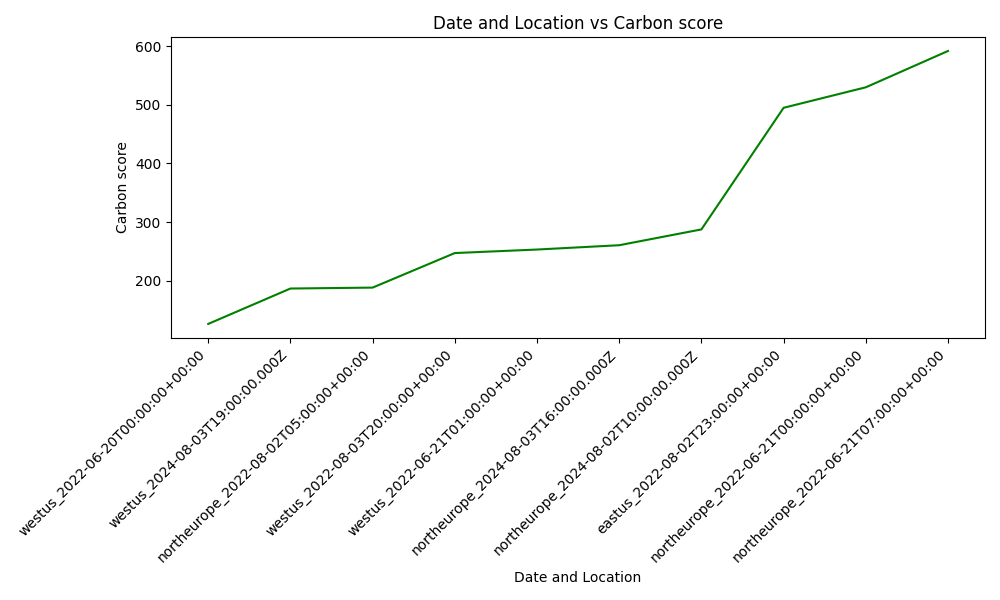 Date and Location vs Carbon score
600
500
400
300
200
Carbon score
westus_2022-06-20T00:00:00+00:00
westus_2024-08-03T19:00:00.000Z
northeurope_2022-08-02T05:00:00+00:00
westus_2022-08-03T20:00:00+00:00
westus_2022-06-21T01:00:00+00:00
northeurope_2024-08-03T16:00:00.000Z
northeurope_2024-08-02T10:00:00.000Z
eastus_2022-08-02T23:00:00+00:00
northeurope_2022-06-21T00:00:00+00:00
northeurope_2022-06-21T07:00:00+00:00
Date and Location